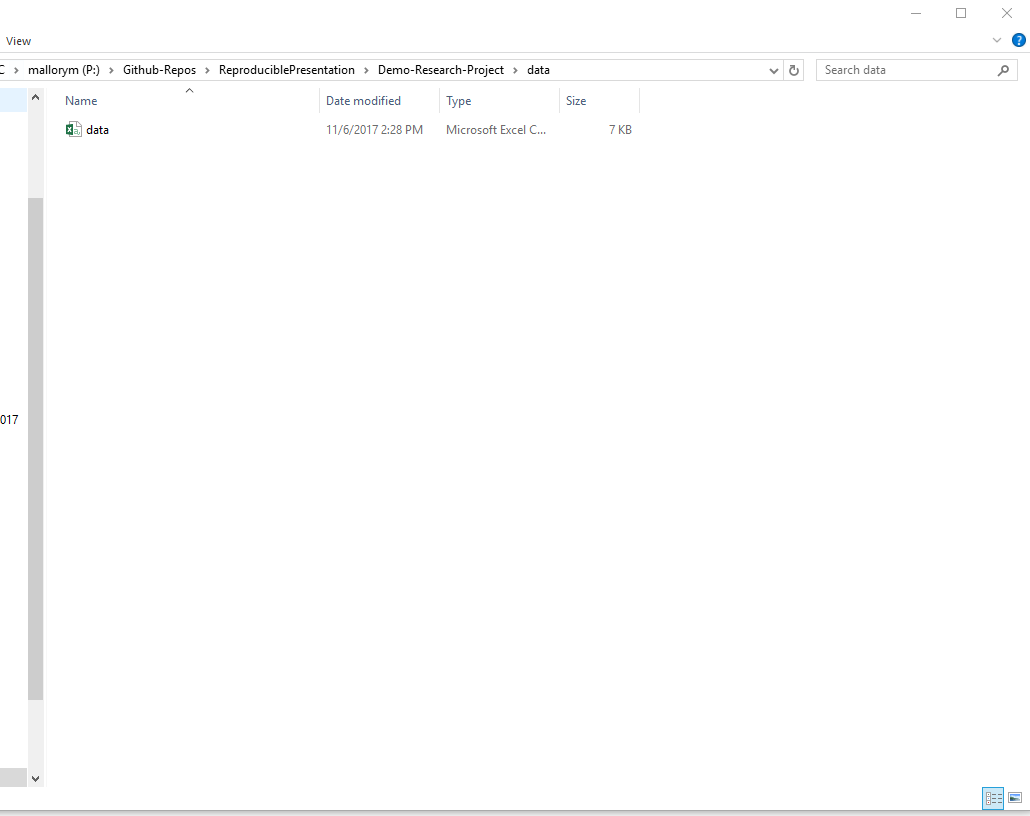 View
?
C > mallorym (P:) > Github-Repos > ReproduciblePresentation > Demo-Research-Project > data
Search data
Name Date modified Type Size
data 11/6/2017 2:28 PM Microsoft Excel C... 7 KB
017